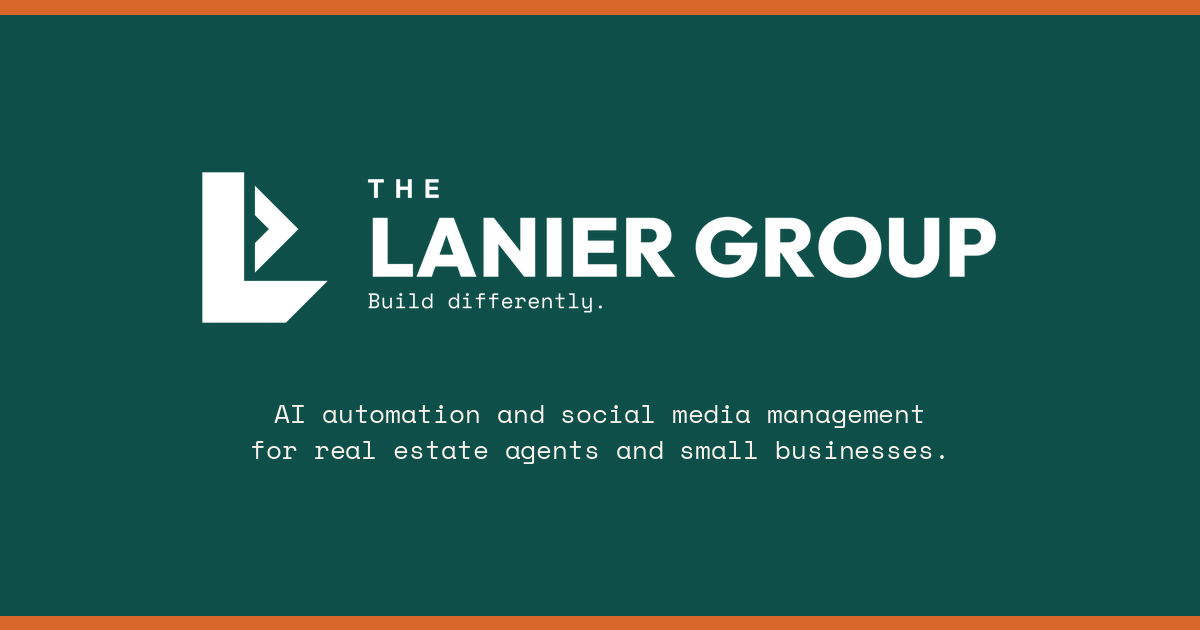 THE
LANIER GROUP
Build differently.
AI automation and social media management
for real estate agents and small businesses.